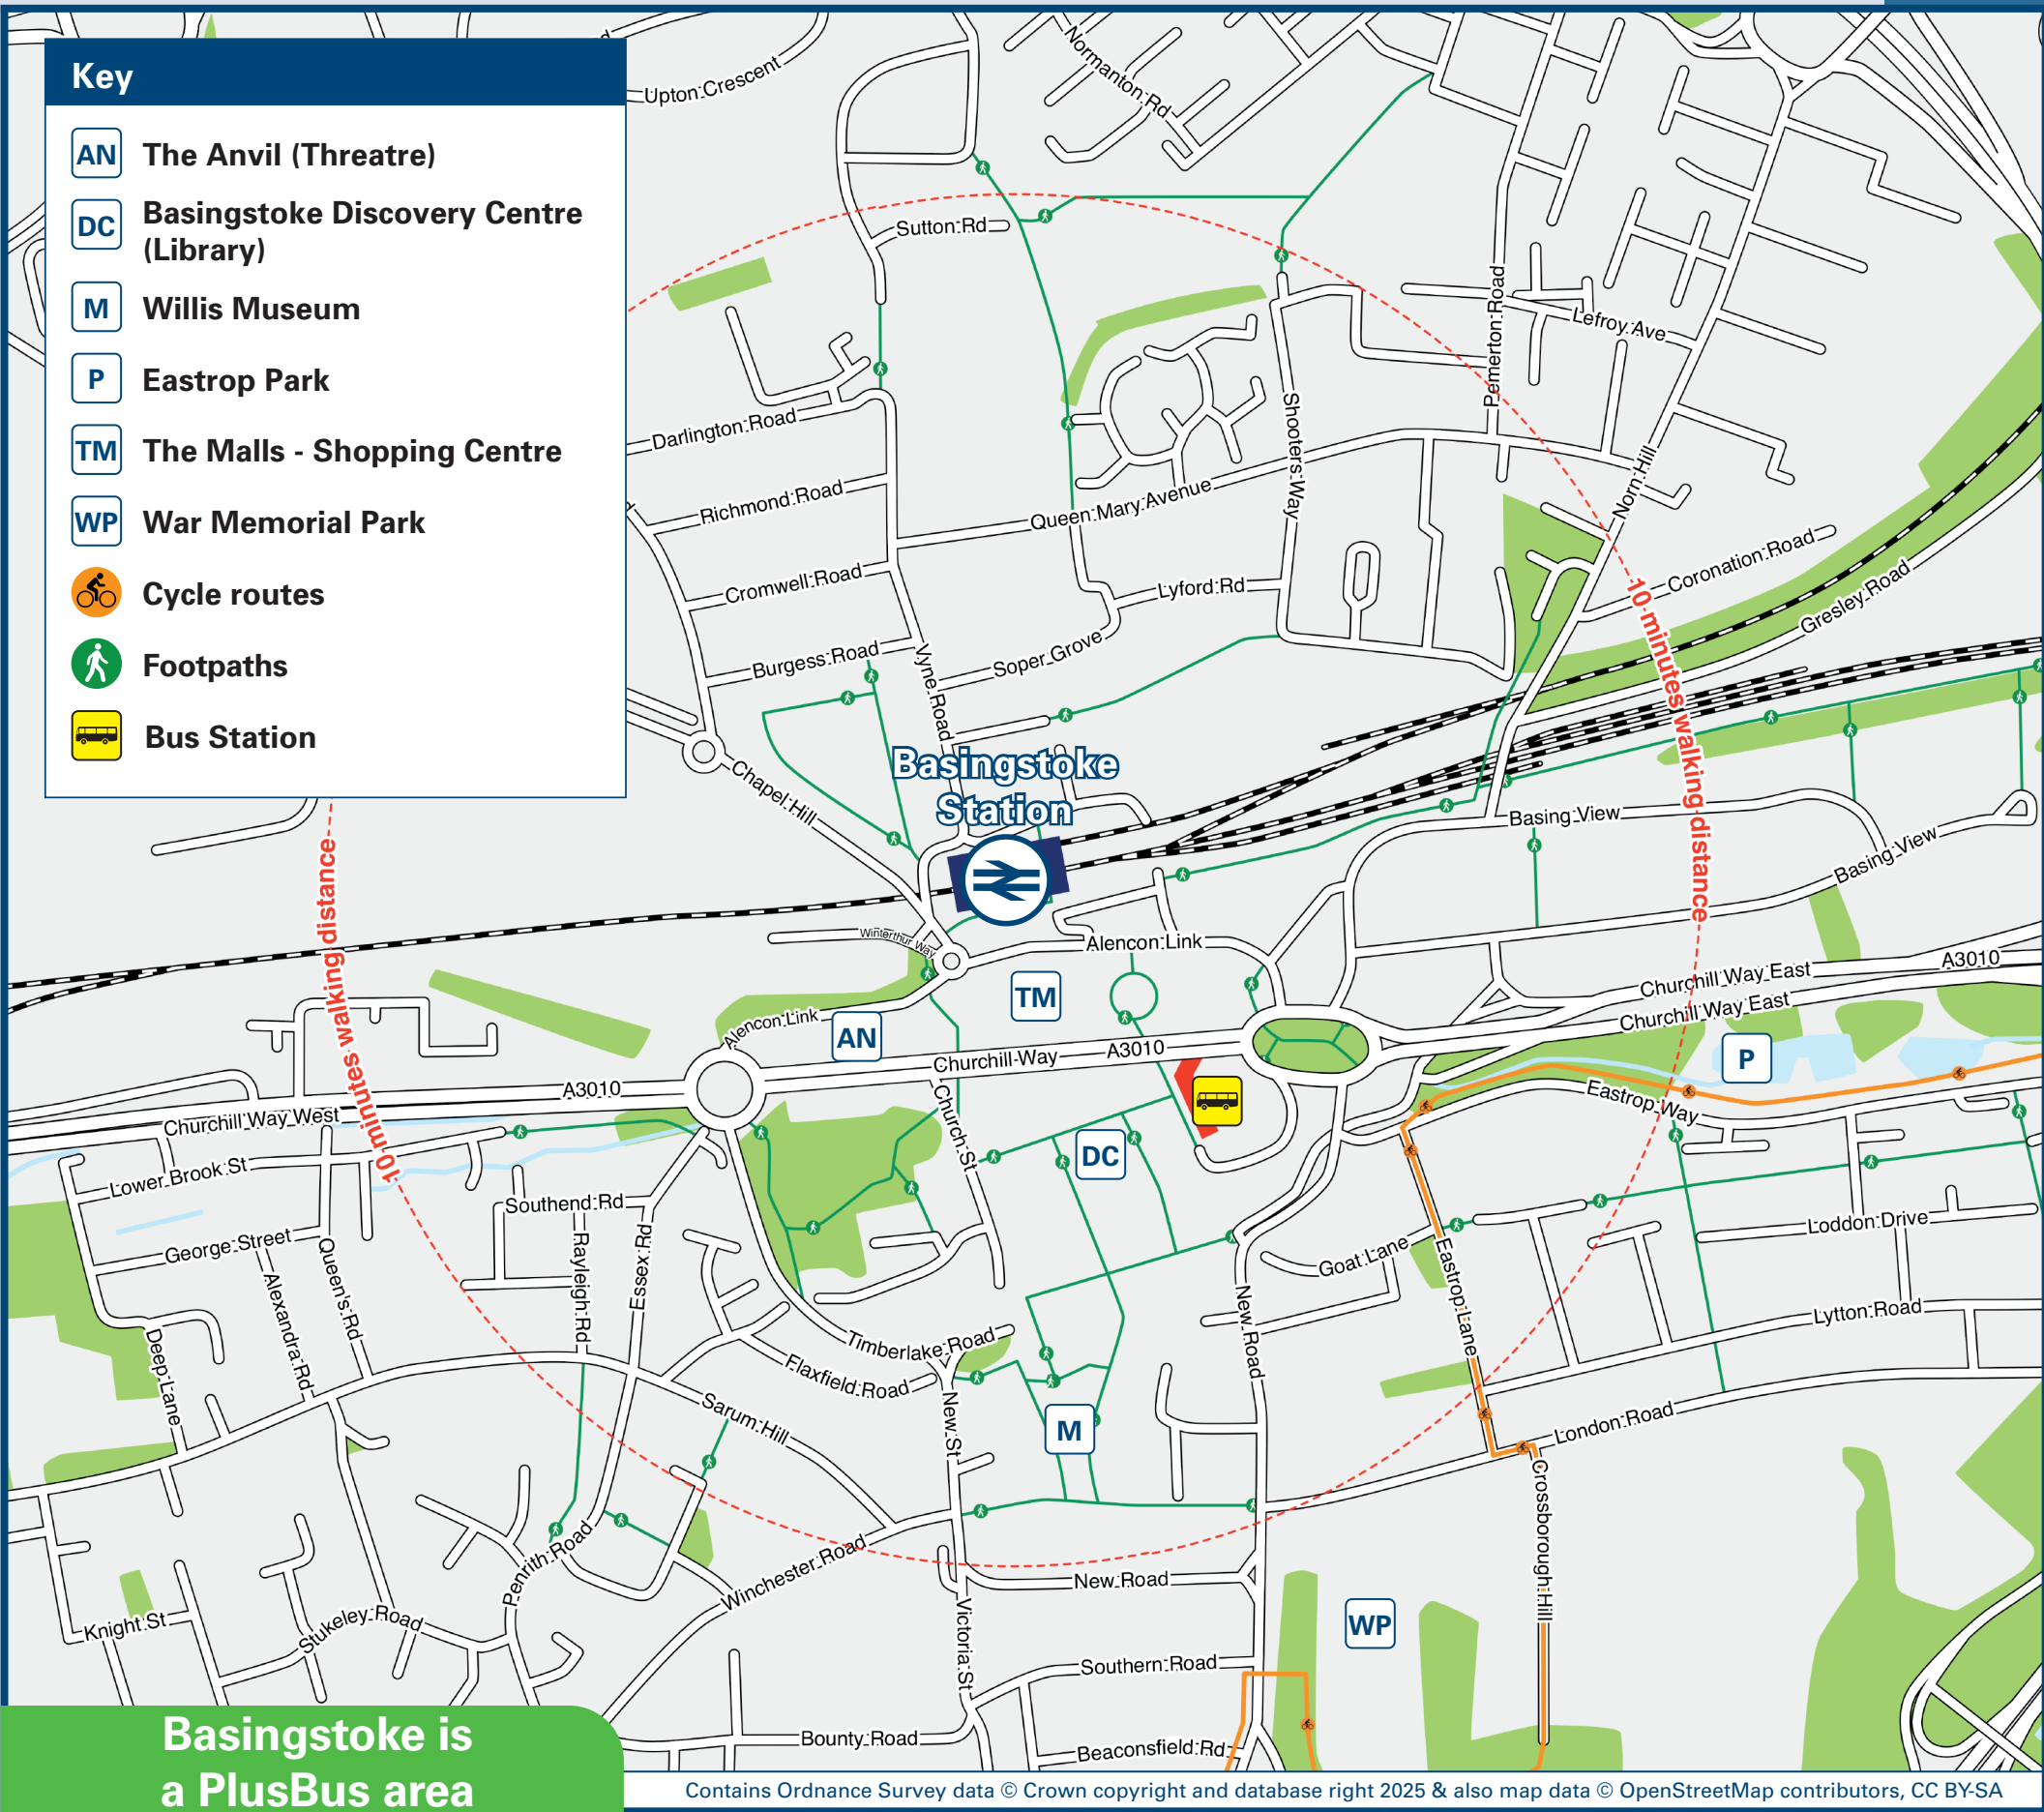 Key
AN The Anvil (Threatre)
DC Basingstoke Discovery Centre
(Library)
M Willis Museum
P Eastrop Park
TM The Malls - Shopping Centre
WP War Memorial Park
Cycle routes
Footpaths
Bus Station
Upton Crescent
Normanton Rd
Sutton Rd
Pemerton Road
Lefroy Ave
Darlington Road
Shooters Way
Richmond Road
Queen Mary Avenue
Norn Hill
Cromwell Road
Lyford Rd
Coronation Road
Gresley Road
Burgess Road
Vyne Road
Soper Grove
10 minutes walking distance
Basingstoke
Station
Chapel Hill
Basing View
Basing View
10 minutes walking distance
Winterthur Way
Alencon Link
TM
Alencon Link
AN
Churchill Way East
A3010
Churchill Way East
Churchill Way
A3010
P
A3010
Churchill Way West
Church St
Eastrop Way
DC
Lower Brook St
Southend Rd
George Street
Queen's Rd
Rayleigh Rd
Essex Rd
Alexandra Rd
Deep Lane
Goat Lane
Eastrop Lane
Loddon Drive
New Road
Lytton Road
Timberlake Road
Flaxfield Road
Sarum Hill
New St
M
London Road
Crossborough Hill
Penrith Road
Winchester Road
New Road
WP
Knight St
Stukeley Road
Victoria St
Southern Road
Bounty Road
Beaconsfield Rd
Basingstoke is
a PlusBus area
Contains Ordnance Survey data © Crown copyright and database right 2025 & also map data © OpenStreetMap contributors, CC BY-SA